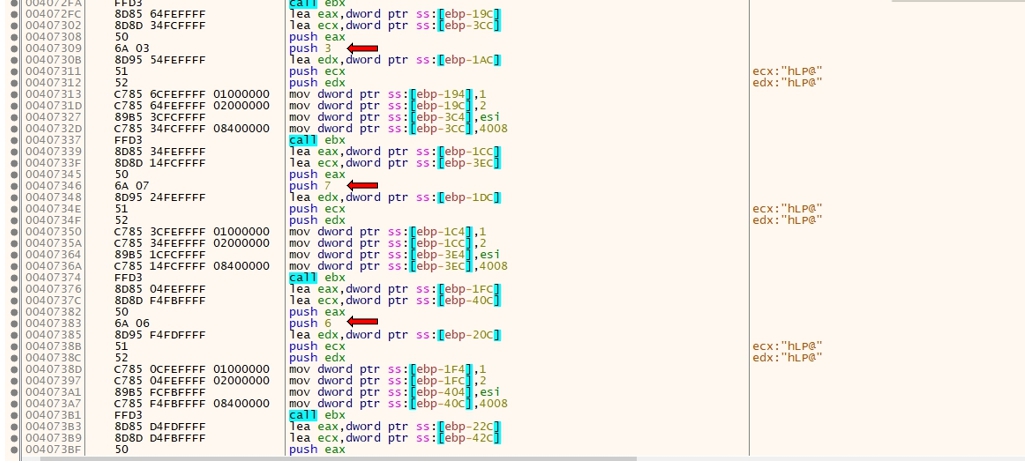 004072FA FFD3 call ebx
004072FC 8D85 64FEFFFF lea eax,dword ptr ss:[ebp-19C]
00407302 8D8D 34FCFFFF lea ecx,dword ptr ss:[ebp-3CC]
00407308 50 push eax
00407309 6A 03 push 3
0040730B 8D95 54FEFFFF lea edx,dword ptr ss:[ebp-1AC]
00407311 51 push ecx ecx:"hLP@"
00407312 52 push edx edx:"hLP@"
00407313 C785 6CFEFFFF 01000000 mov dword ptr ss:[ebp-194],1
0040731D C785 64FEFFFF 02000000 mov dword ptr ss:[ebp-19C],2
00407327 89B5 3CFCFFFF mov dword ptr ss:[ebp-3C4],esi
0040732D C785 34FCFFFF 08400000 mov dword ptr ss:[ebp-3CC],4008
00407337 FFD3 call ebx
00407339 8D85 34FEFFFF lea eax,dword ptr ss:[ebp-1CC]
0040733F 8D8D 14FCFFFF lea ecx,dword ptr ss:[ebp-3EC]
00407345 50 push eax
00407346 6A 07 push 7
00407348 8D95 24FEFFFF lea edx,dword ptr ss:[ebp-1DC]
0040734E 51 push ecx ecx:"hLP@"
0040734F 52 push edx edx:"hLP@"
00407350 C785 3CFEFFFF 01000000 mov dword ptr ss:[ebp-1C4],1
0040735A C785 34FEFFFF 02000000 mov dword ptr ss:[ebp-1CC],2
00407364 89B5 1CFCFFFF mov dword ptr ss:[ebp-3E4],esi
0040736A C785 14FCFFFF 08400000 mov dword ptr ss:[ebp-3EC],4008
00407374 FFD3 call ebx
00407376 8D85 04FEFFFF lea eax,dword ptr ss:[ebp-1FC]
0040737C 8D8D F4FBFFFF lea ecx,dword ptr ss:[ebp-40C]
00407382 50 push eax
00407383 6A 06 push 6
00407385 8D95 F4FDFFFF lea edx,dword ptr ss:[ebp-20C]
0040738B 51 push ecx ecx:"hLP@"
0040738C 52 push edx edx:"hLP@"
0040738D C785 0CFEFFFF 01000000 mov dword ptr ss:[ebp-1F4],1
00407397 C785 04FEFFFF 02000000 mov dword ptr ss:[ebp-1FC],2
004073A1 89B5 FCFBFFFF mov dword ptr ss:[ebp-404],esi
004073A7 C785 F4FBFFFF 08400000 mov dword ptr ss:[ebp-40C],4008
004073B1 FFD3 call ebx
004073B3 8D85 D4FDFFFF lea eax,dword ptr ss:[ebp-22C]
004073B9 8D8D D4FBFFFF lea ecx,dword ptr ss:[ebp-42C]
004073BF 50 push eax